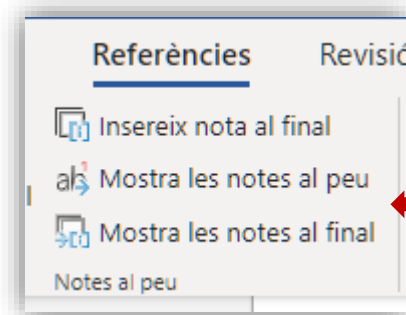 Referències Revisió
Insereix nota al final
Mostra les notes al peu
Mostra les notes al final
Notes al peu